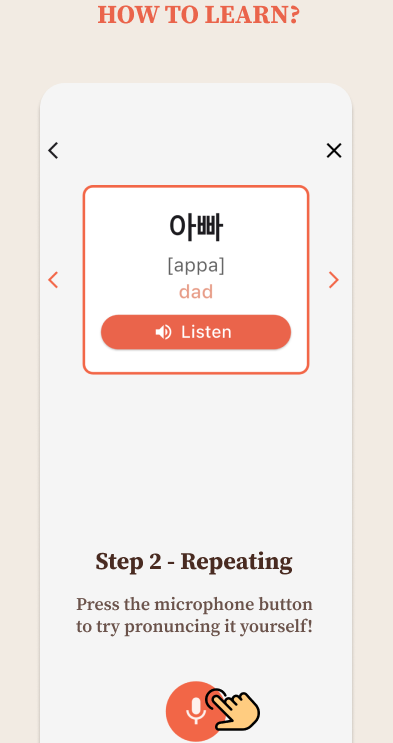 HOW TO LEARN?
아빠
[appa]
dad
Listen
Step 2 - Repeating
Press the microphone button
to try pronuncing it yourself!